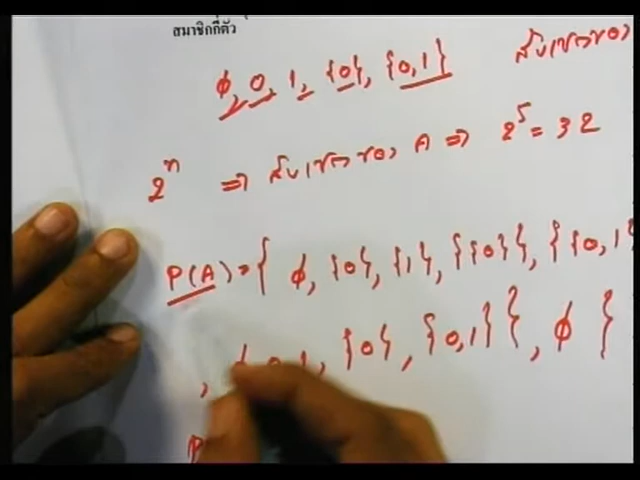 สมาชิกกี่ตัว
ϕ, 0, 1, {0}, {0,1} สับเซตของ
2ⁿ ⇒ สับเซตของ A ⇒ 2⁵ = 32
P(A) = { ϕ, {0}, {1}, {{0}}, {{0,1}
, ϕ 0, 1, {0}, {0,1}}, ϕ }